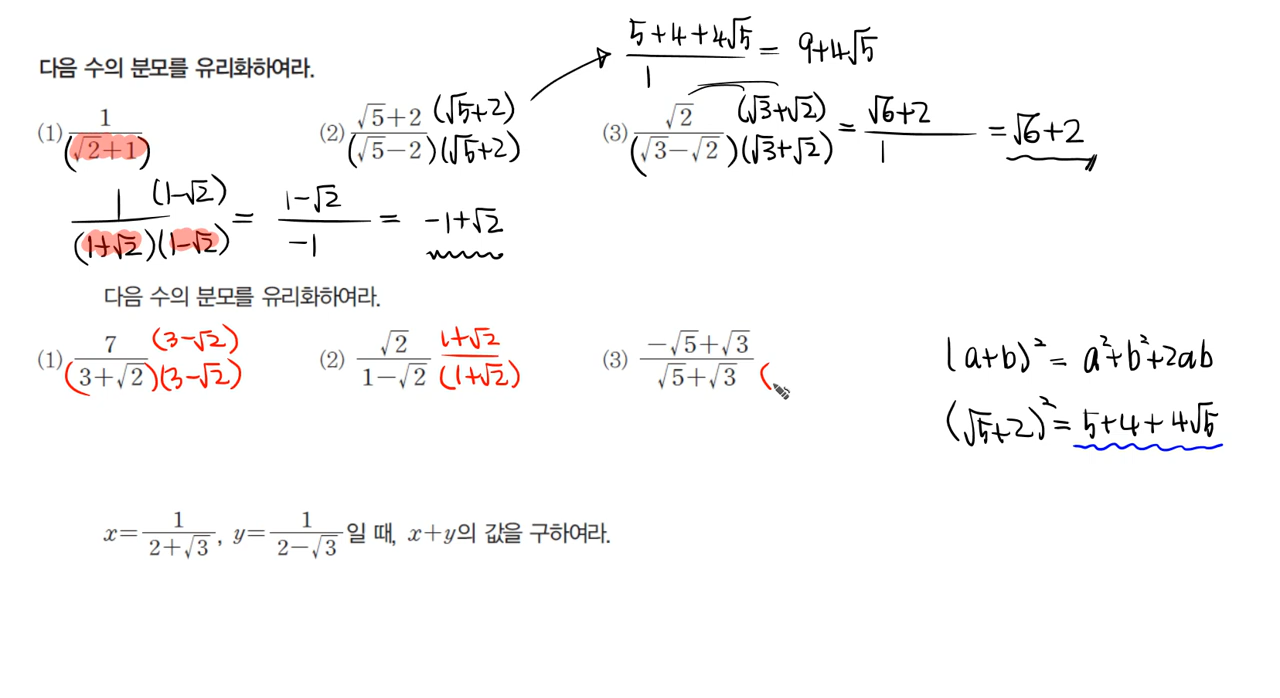 다음 수의 분모를 유리화하여라.
(5+4+4√5)/1 = 9+4√5
(1) 1/(√2+1)
(2) (√5+2)(√5+2)/(√5-2)(√5+2)
(3) √2(√3+√2)/(√3-√2)(√3+√2) = (√6+2)/1 = √6+2
1(1-√2)/(1+√2)(1-√2) = (1-√2)/-1 = -1+√2
다음 수의 분모를 유리화하여라.
(1) 7(3-√2)/(3+√2)(3-√2)
(2) √2/(1-√2) (1+√2)/(1+√2)
(3) (-√5+√3)/(√5+√3) (
(a+b)² = a²+b²+2ab
(√5+2)² = 5+4+4√5
x=1/(2+√3), y=1/(2-√3)일 때, x+y의 값을 구하여라.